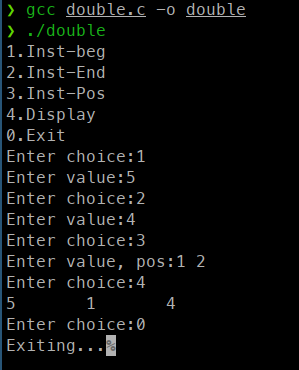 ❯ gcc double.c -o double
❯ ./double
1.Inst-beg
2.Inst-End
3.Inst-Pos
4.Display
0.Exit
Enter choice:1
Enter value:5
Enter choice:2
Enter value:4
Enter choice:3
Enter value, pos:1 2
Enter choice:4
5       1       4
Enter choice:0
Exiting...%